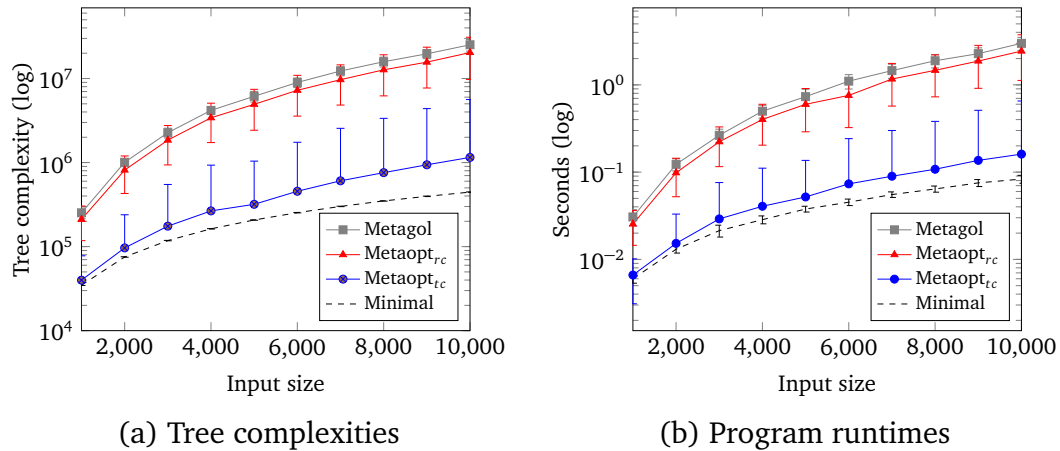 Tree complexity (log)
10^7
10^6
10^5
10^4
2,000 4,000 6,000 8,000 10,000
Input size
Metagol
Metaopt_rc
Metaopt_tc
Minimal
(a) Tree complexities
Seconds (log)
10^0
10^−1
10^−2
2,000 4,000 6,000 8,000 10,000
Input size
Metagol
Metaopt_rc
Metaopt_tc
Minimal
(b) Program runtimes